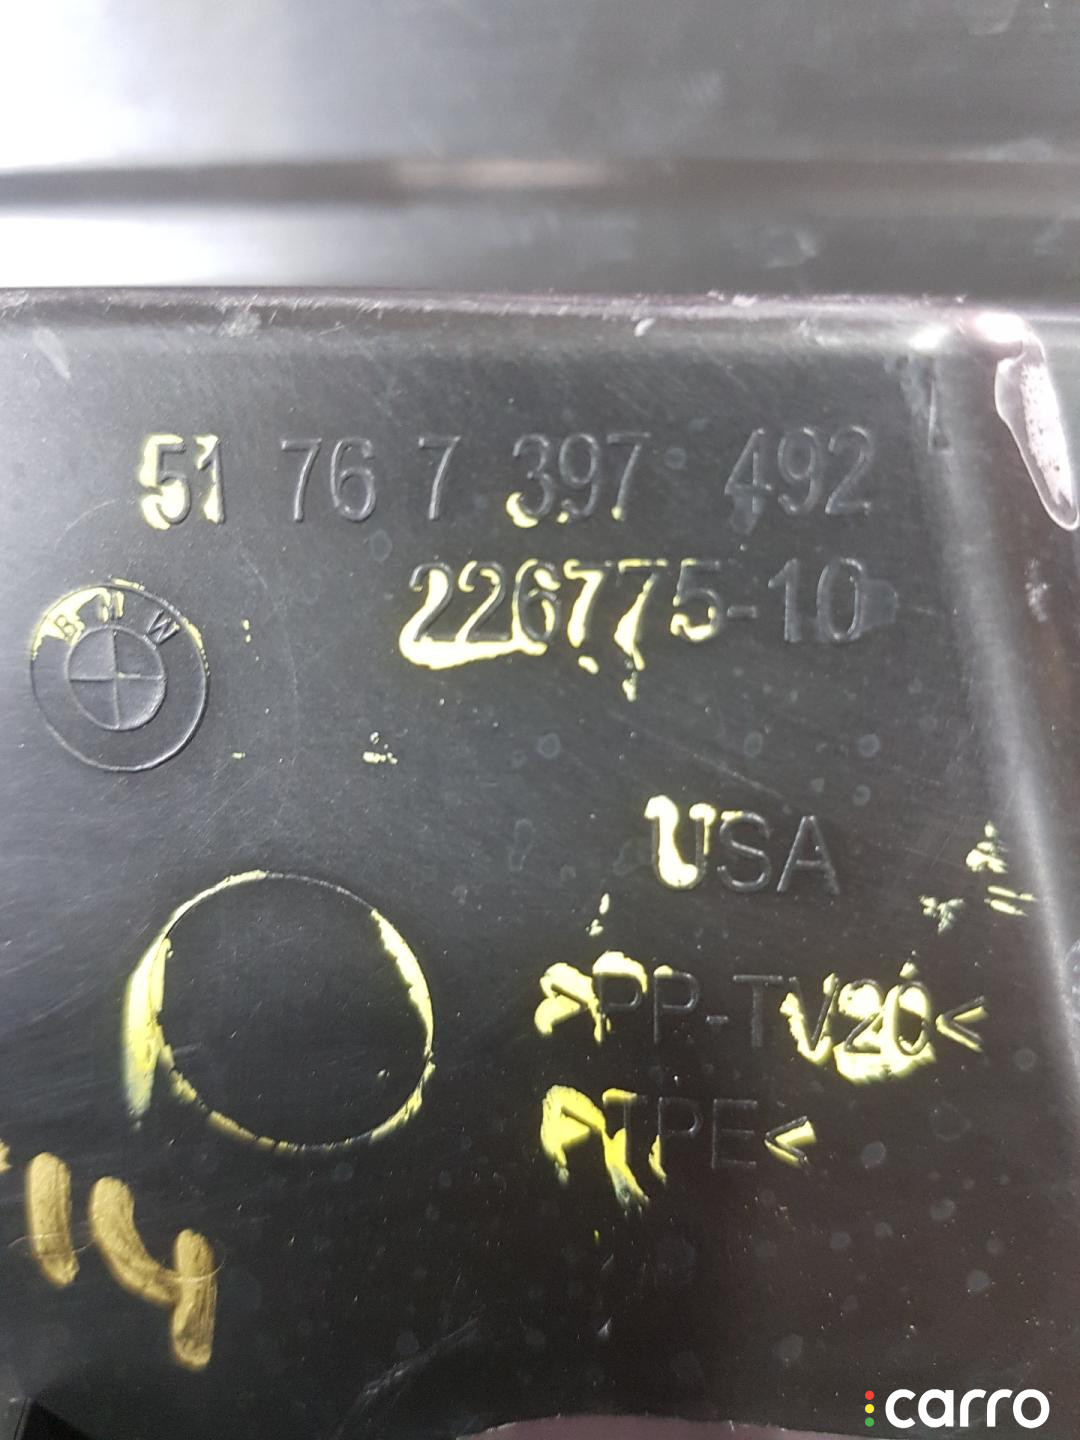 51 76 7 397 492
226775-10
BMW
USA
>PP-TV20<
>TPE<
carro